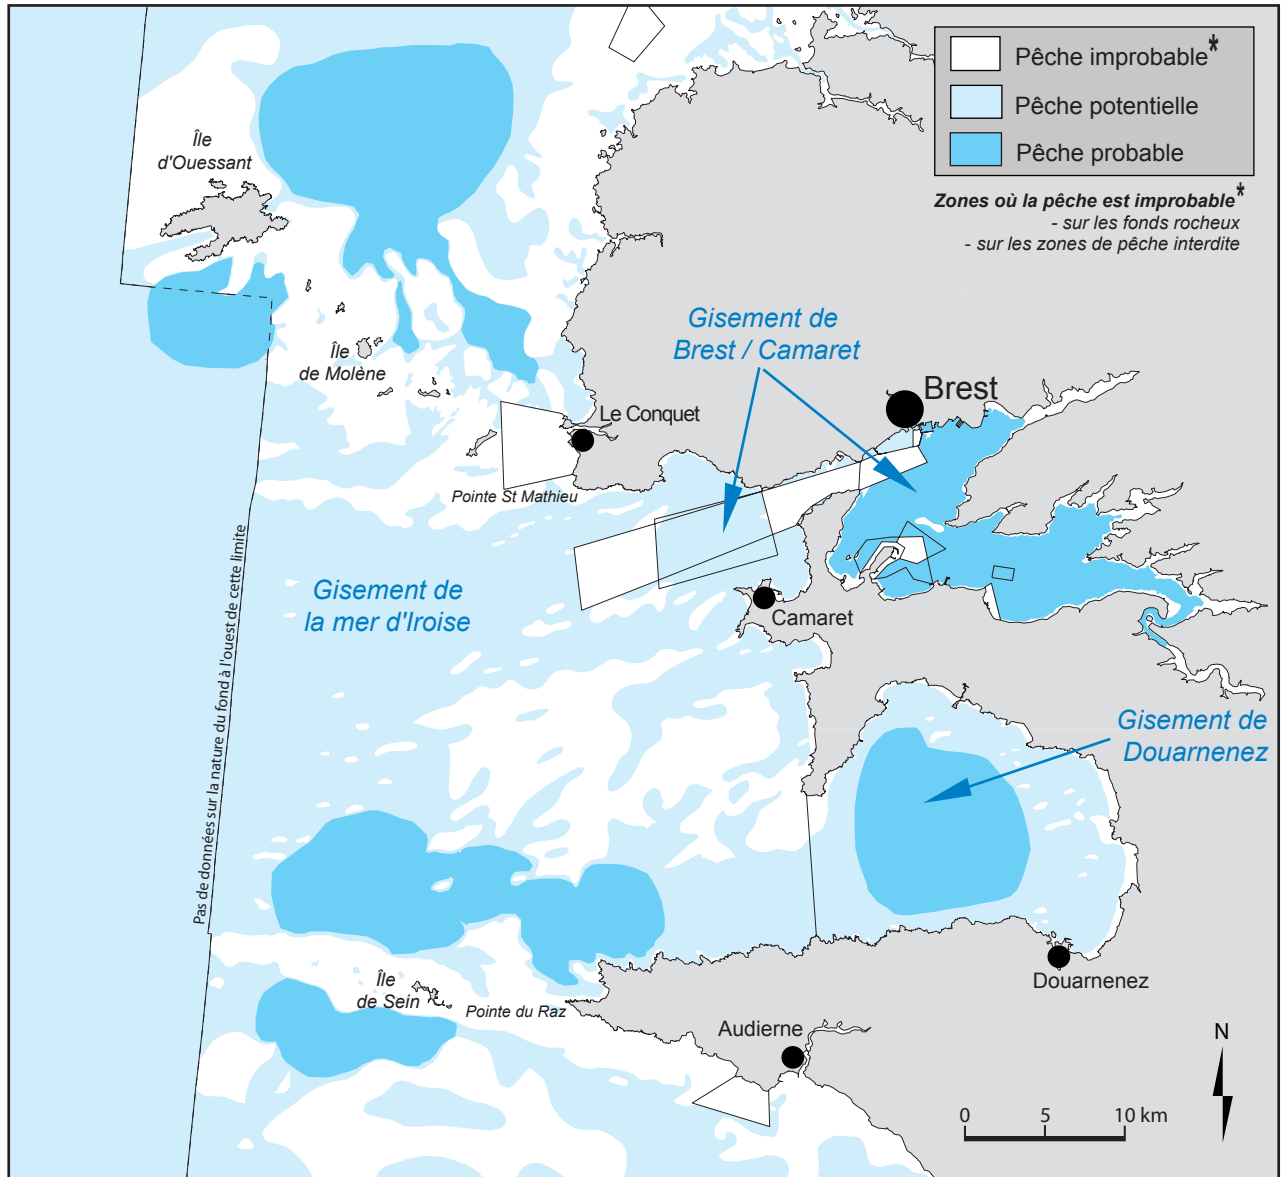 Pêche improbable*
Pêche potentielle
Pêche probable
Zones où la pêche est improbable*
- sur les fonds rocheux
- sur les zones de pêche interdite
Île
d'Ouessant
Île
de Molène
Gisement de
Brest / Camaret
Brest
Le Conquet
Pointe St Mathieu
Gisement de
la mer d'Iroise
Camaret
Pas de données sur la nature du fond à l'ouest de cette limite
Gisement de
Douarnenez
Île
de Sein
Pointe du Raz
Douarnenez
Audierne
N
0 5 10 km